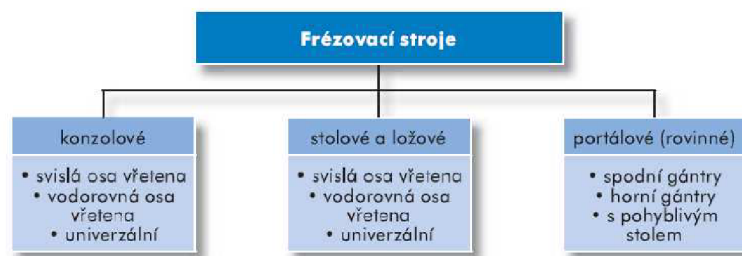 Frézovací stroje
konzolové
• svislá osa vřetena
• vodorovná osa
vřetena
• univerzální
stolové a ložové
• svislá osa vřetena
• vodorovná osa
vřetena
• univerzální
portálové (rovinné)
• spodní gántry
• horní gántry
• s pohyblivým
stolem